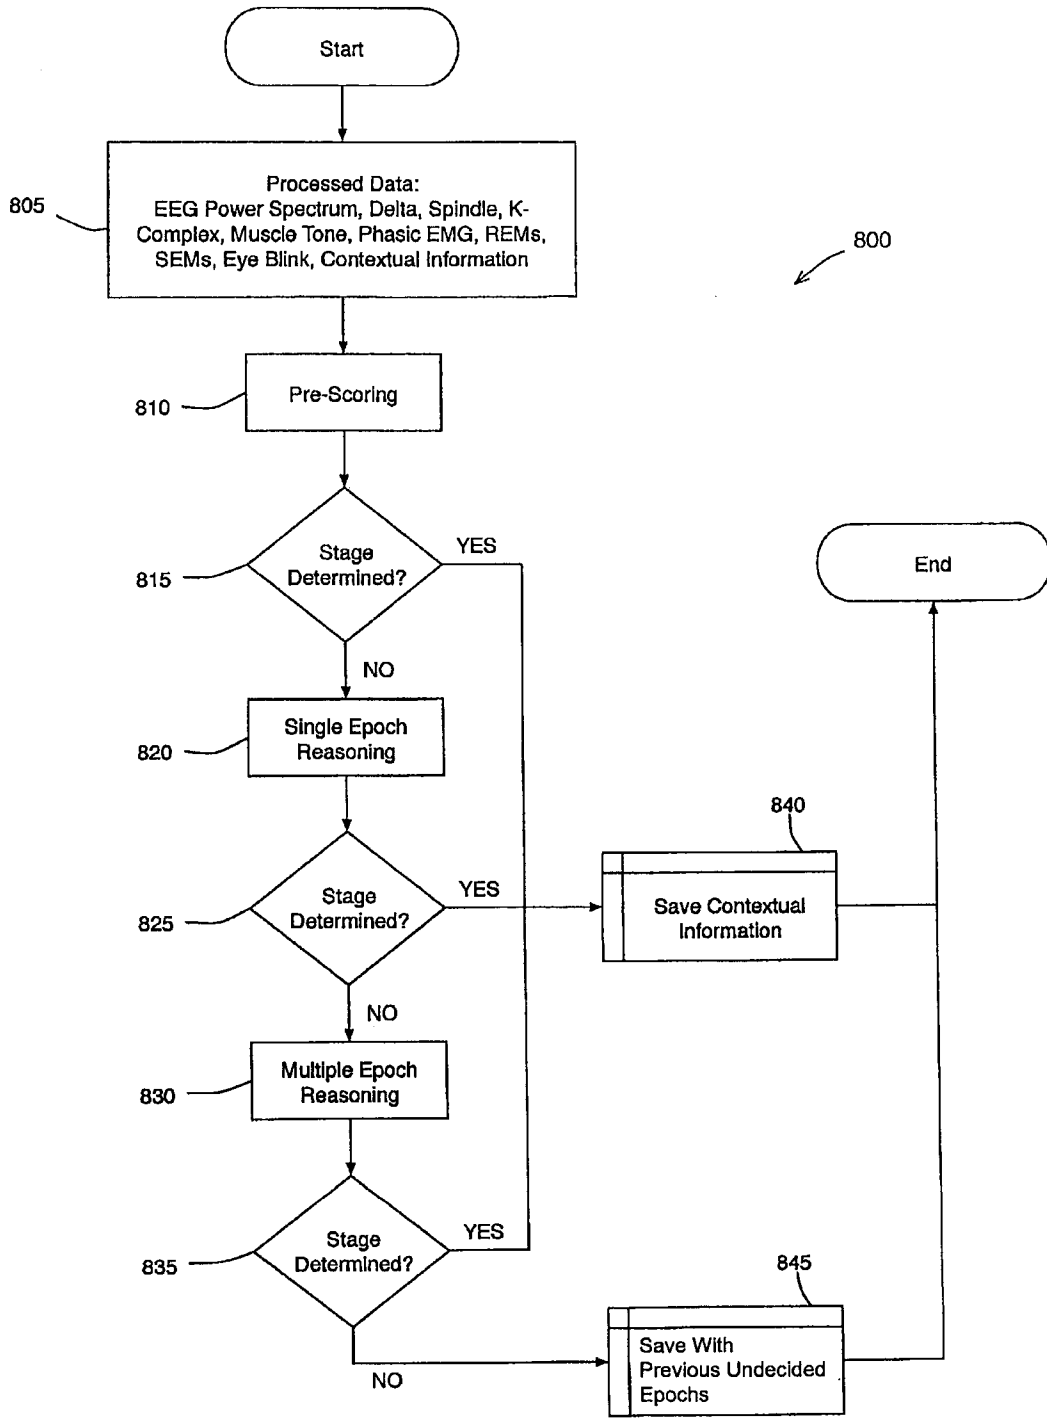 Start
Processed Data:
EEG Power Spectrum, Delta, Spindle, K-
Complex, Muscle Tone, Phasic EMG, REMs,
SEMs, Eye Blink, Contextual Information
805
800
Pre-Scoring
810
Stage
Determined?
815
YES
NO
End
Single Epoch
Reasoning
820
840
Stage
Determined?
825
YES
Save Contextual
Information
NO
Multiple Epoch
Reasoning
830
Stage
Determined?
835
YES
845
NO
Save With
Previous Undecided
Epochs